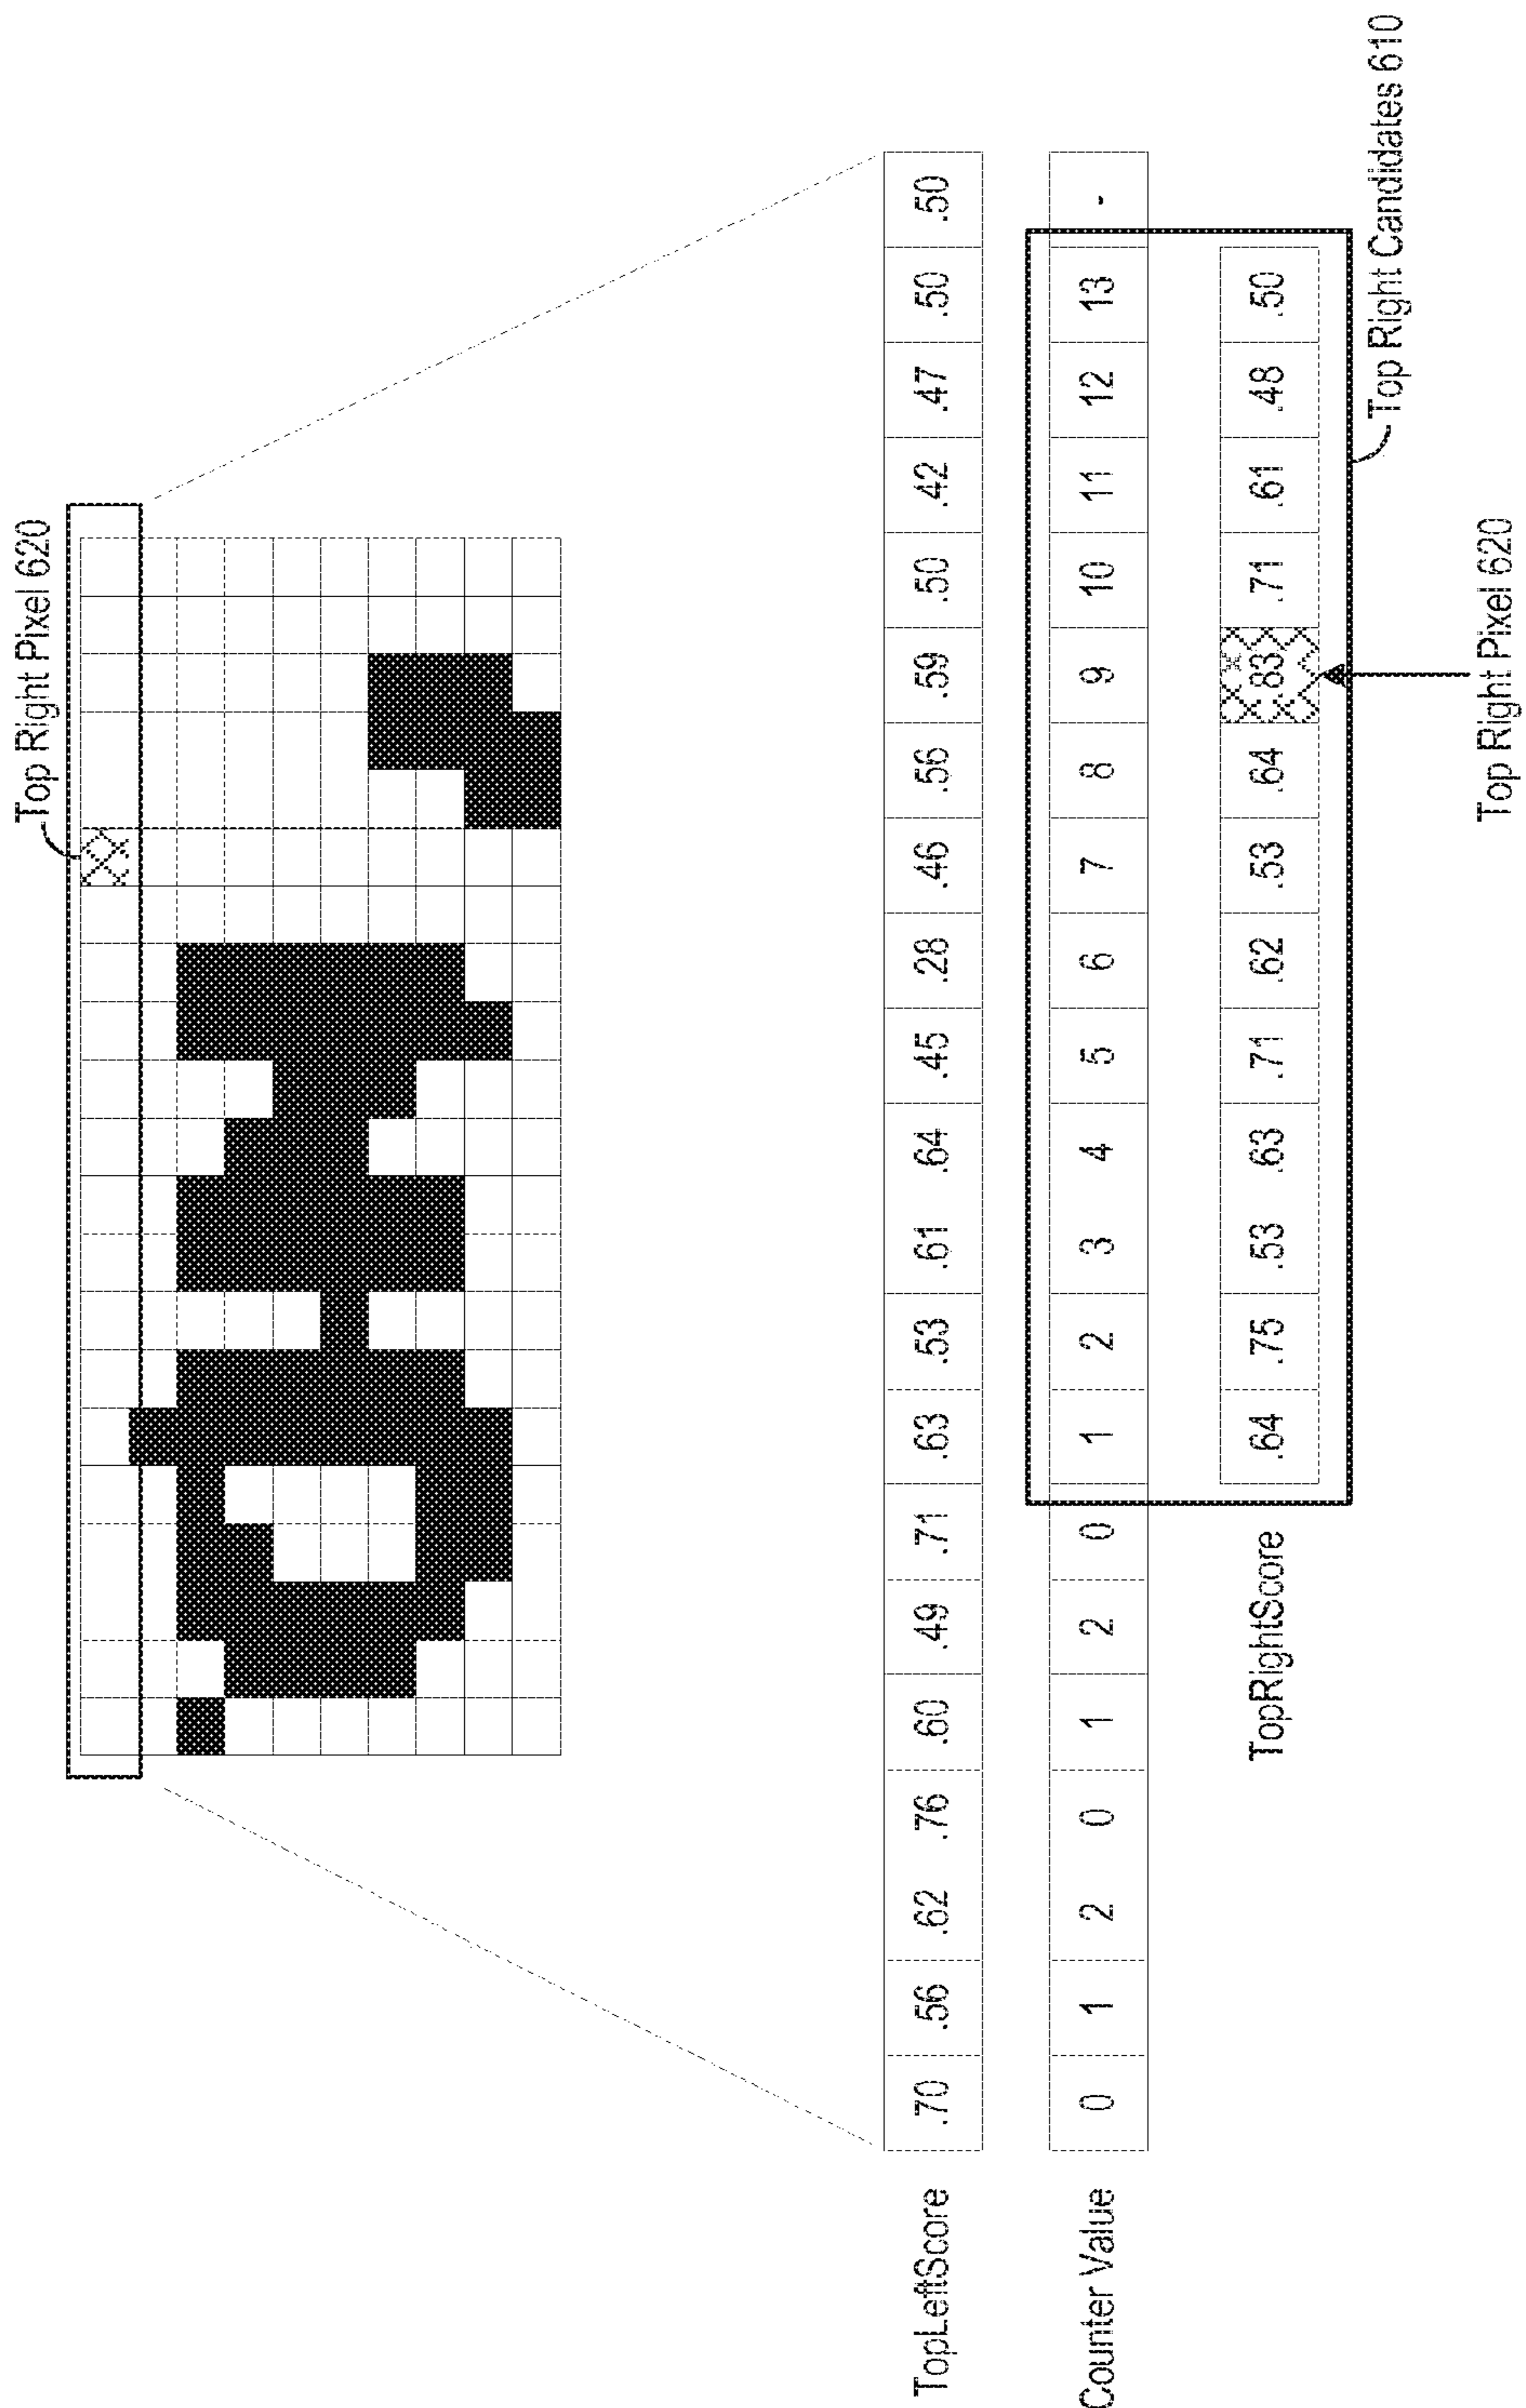 Top Right Pixel 620
TopLeftScore .70 .56 .62 .76 .60 .49 .71 .63 .53 .61 .64 .45 .28 .46 .56 .59 .50 .42 .47 .50 .50
Counter Value 0 1 2 0 1 2 0 1 2 3 4 5 6 7 8 9 10 11 12 13 -
TopRightScore .64 .75 .53 .63 .71 .62 .53 .64 .83 .71 .61 .48 .50
Top Right Candidates 610
Top Right Pixel 620